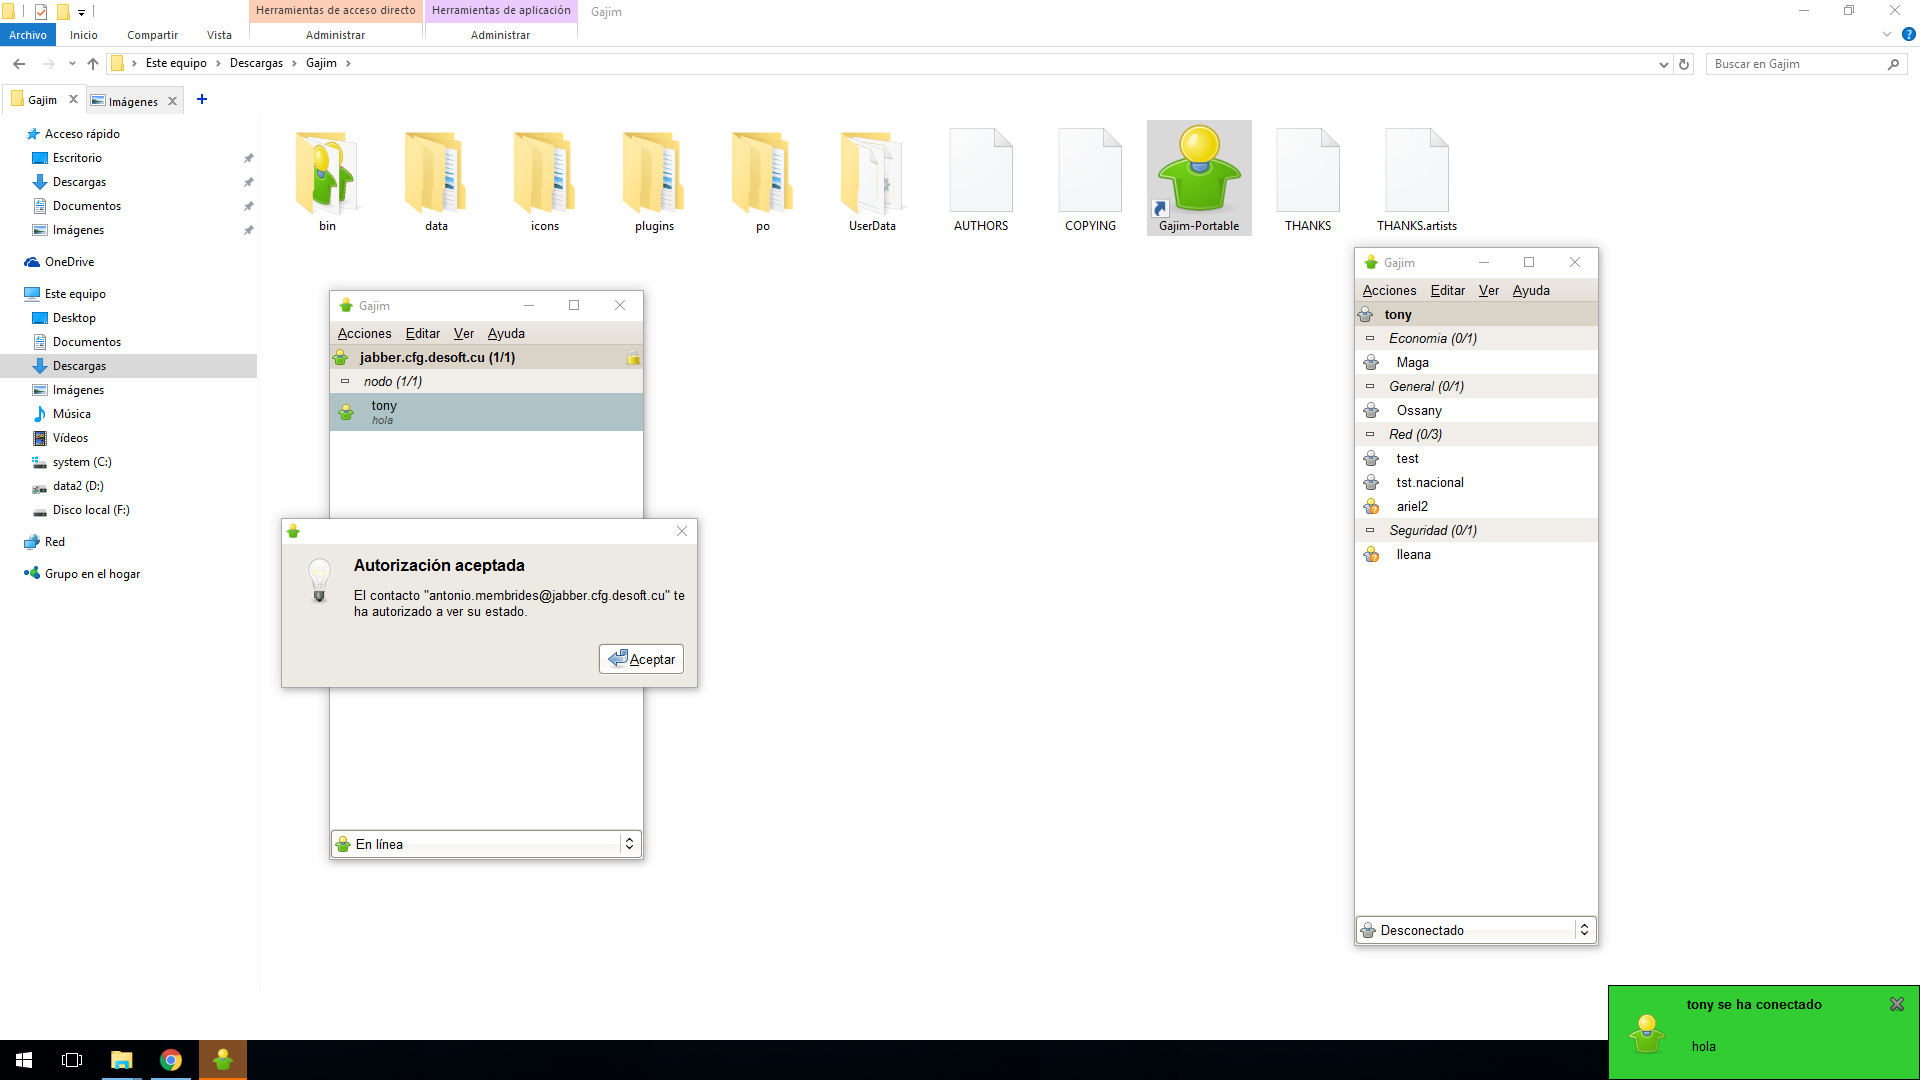 Herramientas de acceso directo
Herramientas de aplicación
Gajim
Archivo
Inicio
Compartir
Vista
Administrar
Administrar
Este equipo
Descargas
Gajim
Buscar en Gajim
Gajim
Imágenes
Acceso rápido
Escritorio
Descargas
Documentos
Imágenes
OneDrive
Este equipo
Desktop
Documentos
Descargas
Imágenes
Música
Vídeos
system (C:)
data2 (D:)
Disco local (F:)
Red
Grupo en el hogar
bin
data
icons
plugins
po
UserData
AUTHORS
COPYING
Gajim-Portable
THANKS
THANKS.artists
Gajim
Acciones Editar Ver Ayuda
jabber.cfg.desoft.cu (1/1)
nodo (1/1)
tony
hola
Autorización aceptada
El contacto "antonio.membrides@jabber.cfg.desoft.cu" te
ha autorizado a ver su estado.
Aceptar
En línea
Gajim
Acciones Editar Ver Ayuda
tony
Economia (0/1)
Maga
General (0/1)
Ossany
Red (0/3)
test
tst.nacional
ariel2
Seguridad (0/1)
Ileana
Desconectado
tony se ha conectado
hola